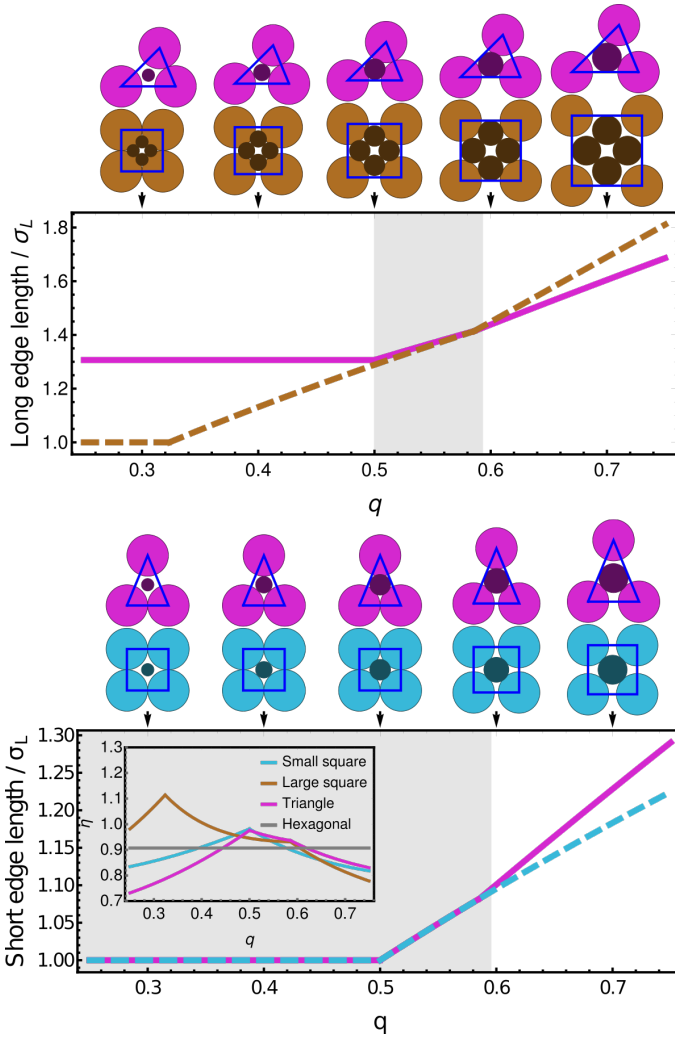 Long edge length / σL
1.8
1.6
1.4
1.2
1.0
0.3 0.4 0.5 0.6 0.7
q
Short edge length / σL
1.30
1.25
1.20
1.15
1.10
1.05
1.00
η
1.3
1.2
1.1
1.0
0.9
0.8
0.7
Small square
Large square
Triangle
Hexagonal
0.3 0.4 0.5 0.6 0.7
q
0.3 0.4 0.5 0.6 0.7
q